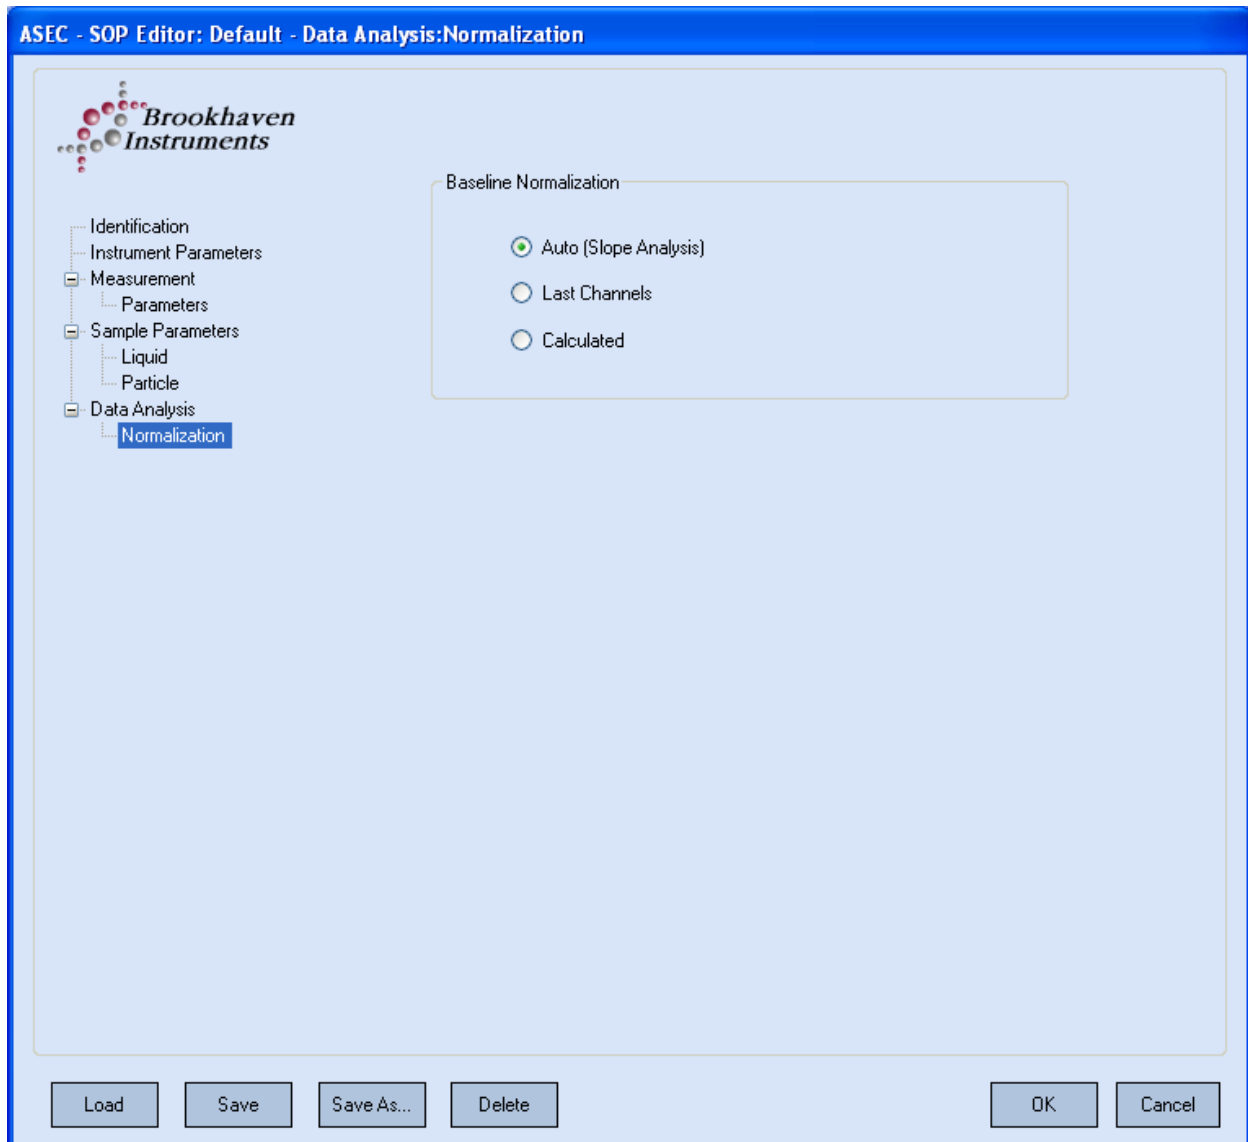 ASEC - SOP Editor: Default - Data Analysis:Normalization
Brookhaven
Instruments
Identification
Instrument Parameters
Measurement
Parameters
Sample Parameters
Liquid
Particle
Data Analysis
Normalization
Baseline Normalization
Auto (Slope Analysis)
Last Channels
Calculated
Load
Save
Save As...
Delete
OK
Cancel